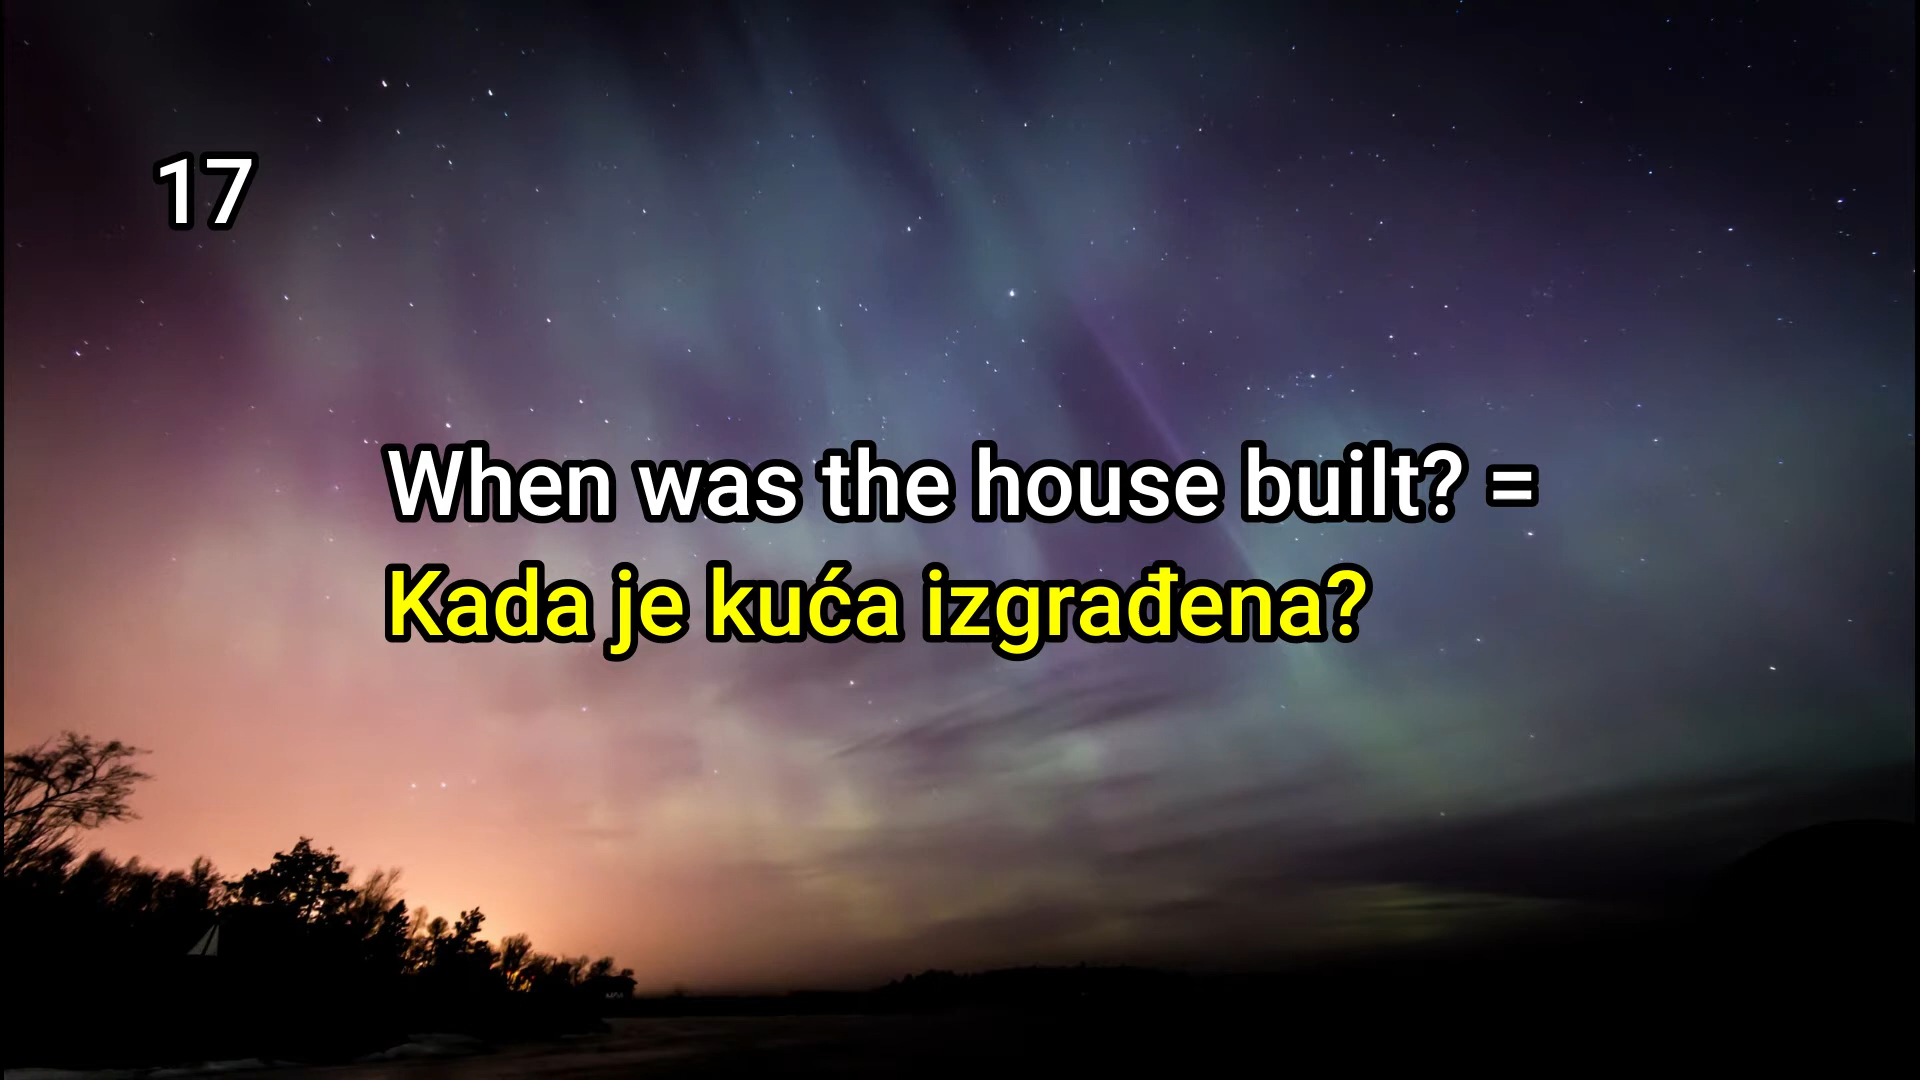 17
When was the house built? =
Kada je kuća izgrađena?